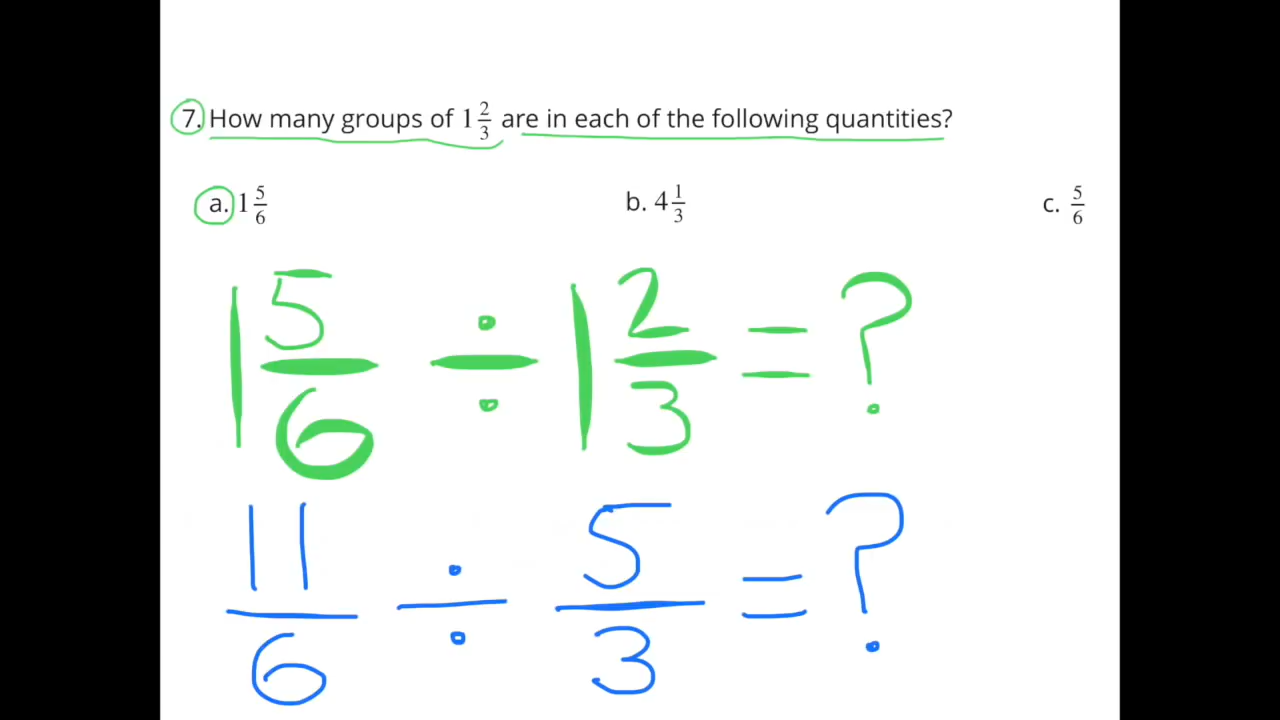 7. How many groups of 1 2/3 are in each of the following quantities?
a. 1 5/6 b. 4 1/3 c. 5/6
1 5/6 ÷ 1 2/3 = ?
11/6 ÷ 5/3 = ?